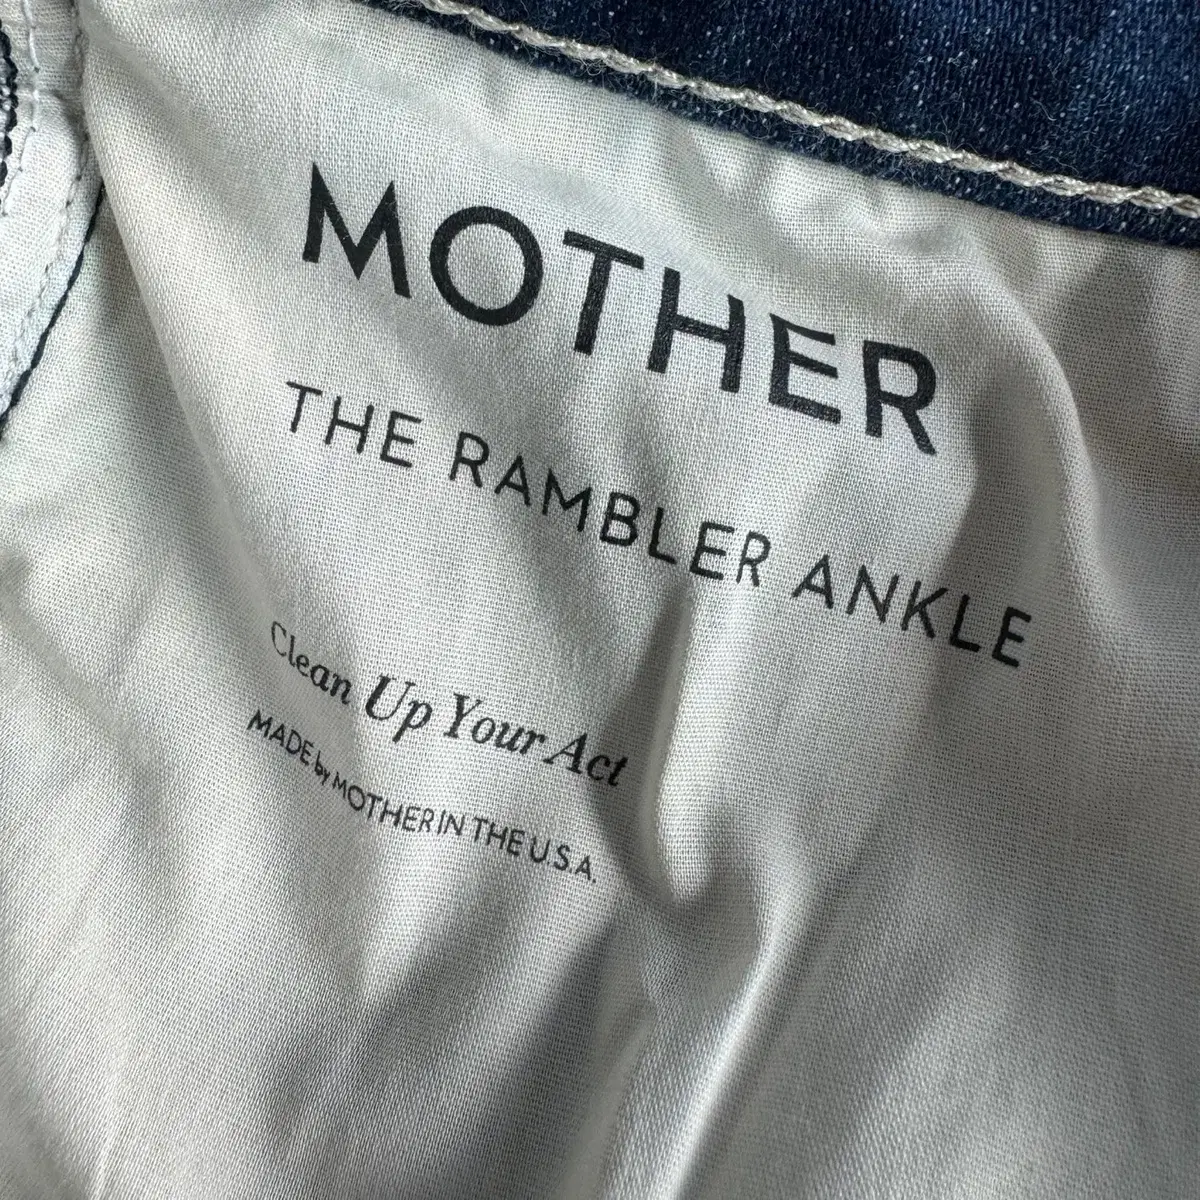 MOTHER
THE RAMBLER ANKLE
Clean Up Your Act
MADE by MOTHER IN THE U.S.A.